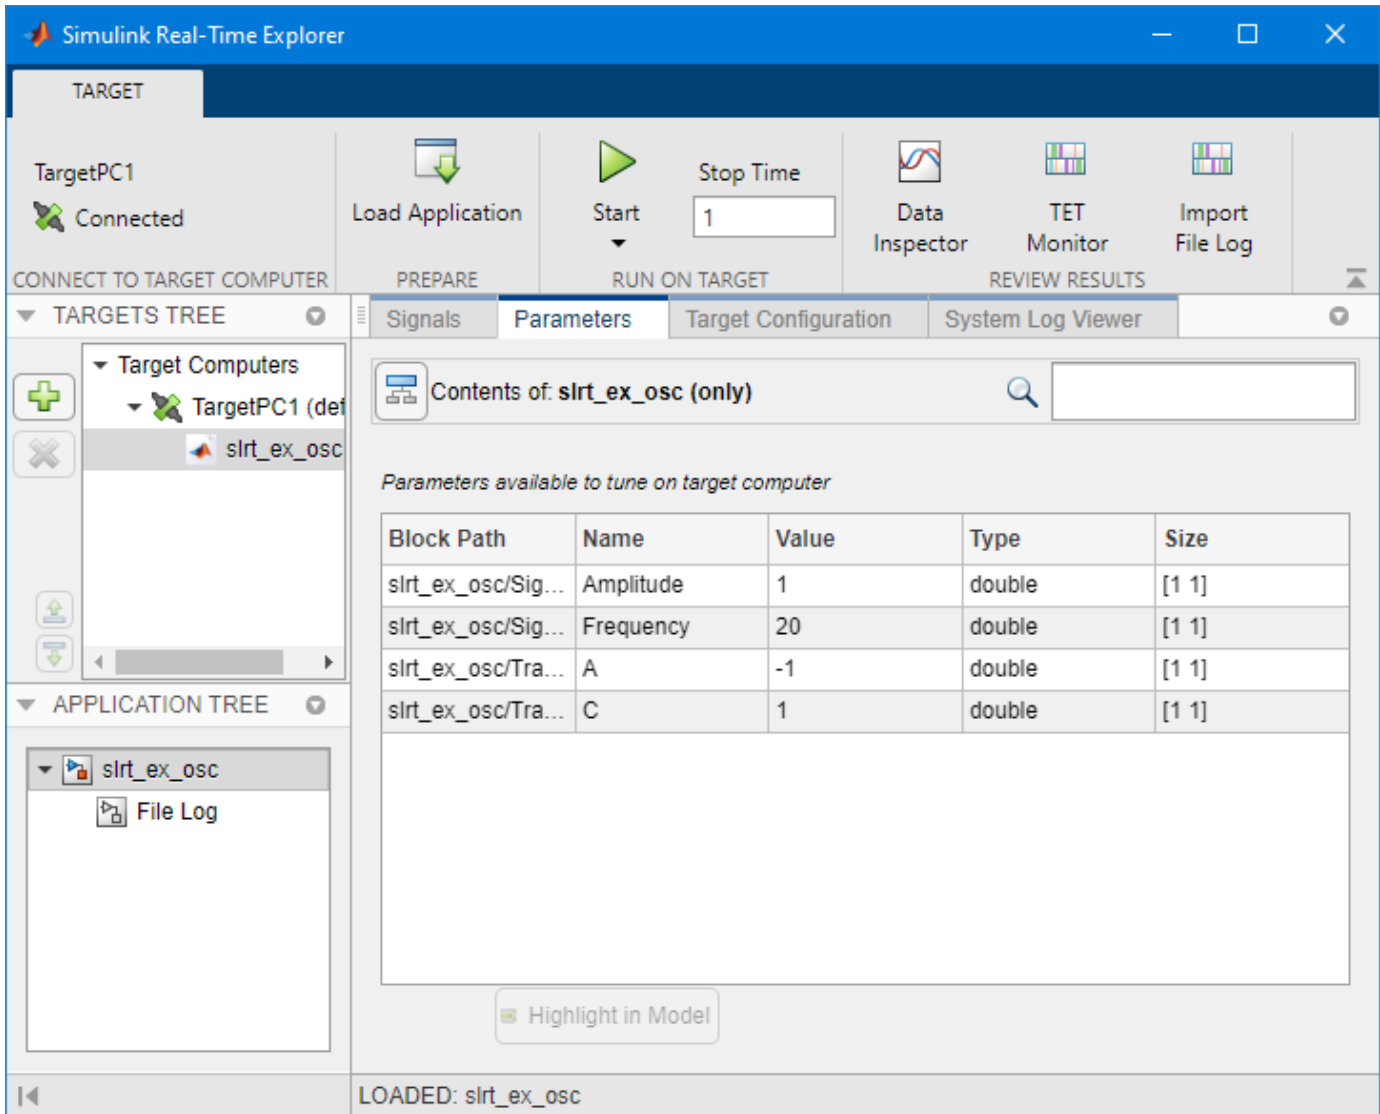 Simulink Real-Time Explorer
TARGET
TargetPC1
Connected
CONNECT TO TARGET COMPUTER
Load Application
PREPARE
Start
Stop Time
1
RUN ON TARGET
Data
Inspector
TET
Monitor
Import
File Log
REVIEW RESULTS
TARGETS TREE
Target Computers
TargetPC1 (def
slrt_ex_osc
APPLICATION TREE
slrt_ex_osc
File Log
Signals Parameters Target Configuration System Log Viewer
Contents of: slrt_ex_osc (only)
Parameters available to tune on target computer
Block Path Name Value Type Size
slrt_ex_osc/Sig... Amplitude 1 double [1 1]
slrt_ex_osc/Sig... Frequency 20 double [1 1]
slrt_ex_osc/Tra... A -1 double [1 1]
slrt_ex_osc/Tra... C 1 double [1 1]
Highlight in Model
LOADED: slrt_ex_osc